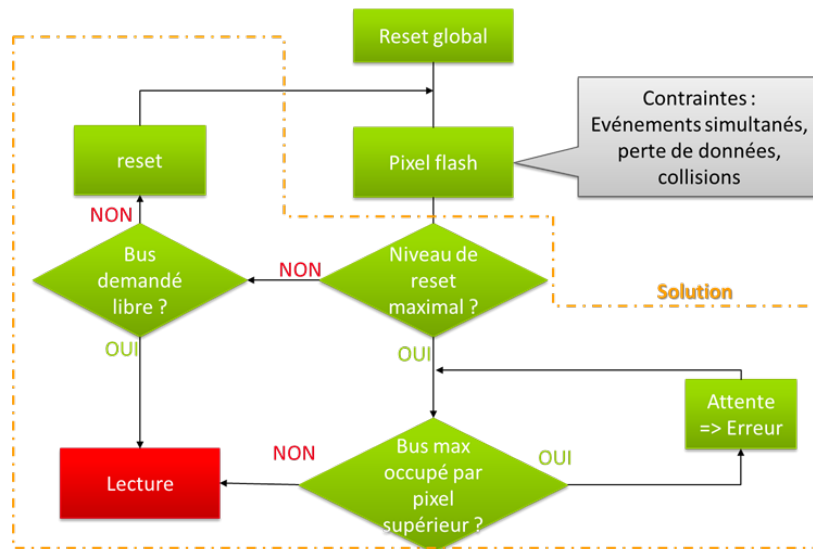 Reset global
Contraintes :
Evénements simultanés,
perte de données,
collisions
reset
Pixel flash
NON
Bus
demandé
libre ?
NON
Niveau de
reset
maximal ?
Solution
OUI
OUI
Attente
=> Erreur
Lecture
NON
Bus max
occupé par
pixel
supérieur ?
OUI